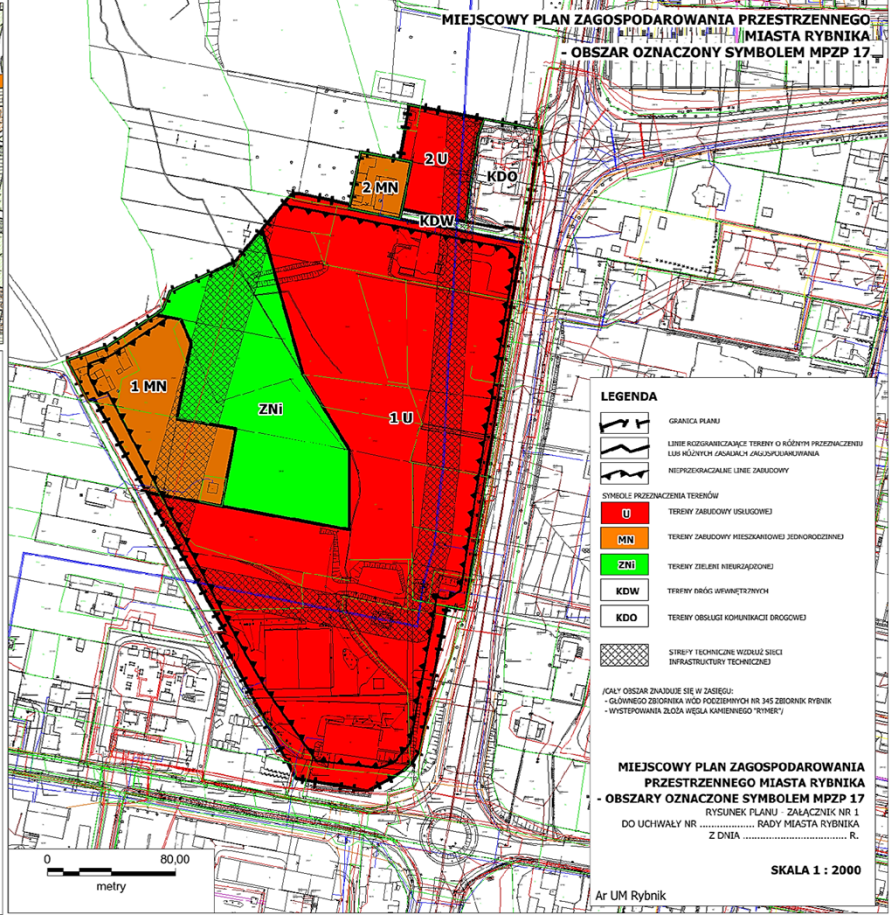 MIEJSCOWY PLAN ZAGOSPODAROWANIA PRZESTRZENNEGO
MIASTA RYBNIKA
- OBSZAR OZNACZONY SYMBOLEM MPZP 17
2 U
KDO
2 MN
KDW
1 MN
ZNi
1 U
LEGENDA
GRANICA PLANU
LINIE ROZGRANICZAJĄCE TERENY O RÓŻNYM PRZEZNACZENIU
LUB RÓŻNYCH ZASADACH ZAGOSPODAROWANIA
NIEPRZEKRACZALNE LINIE ZABUDOWY
SYMBOLE PRZEZNACZENIA TERENÓW
U TERENY ZABUDOWY USŁUGOWEJ
MN TERENY ZABUDOWY MIESZKANIOWEJ JEDNORODZINNEJ
ZNi TERENY ZIELENI NIEURZĄDZONEJ
KDW TERENY DRÓG WEWNĘTRZNYCH
KDO TERENY OBSŁUGI KOMUNIKACJI DROGOWEJ
STREFY TECHNICZNE WZDŁUŻ SIECI
INFRASTRUKTURY TECHNICZNEJ
/CAŁY OBSZAR ZNAJDUJE SIĘ W ZASIĘGU:
- GŁÓWNEGO ZBIORNIKA WÓD PODZIEMNYCH NR 345 ZBIORNIK RYBNIK
- WYSTĘPOWANIA ZŁOŻA WĘGLA KAMIENNEGO "RYMER"/
MIEJSCOWY PLAN ZAGOSPODAROWANIA
PRZESTRZENNEGO MIASTA RYBNIKA
- OBSZARY OZNACZONE SYMBOLEM MPZP 17
RYSUNEK PLANU - ZAŁĄCZNIK NR 1
DO UCHWAŁY NR .................. RADY MIASTA RYBNIKA
Z DNIA .................................. R.
SKALA 1 : 2000
0 80,00
metry
Ar UM Rybnik